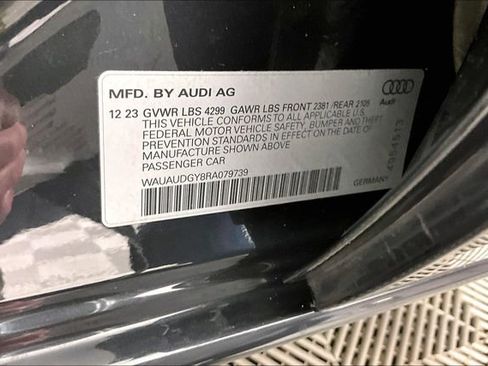 MFD. BY AUDI AG
Audi
12 23 GVWR LBS 4299 GAWR LBS FRONT 2381/REAR 2105
THIS VEHICLE CONFORMS TO ALL APPLICABLE U.S.
FEDERAL MOTOR VEHICLE SAFETY, BUMPER AND THEFT
PREVENTION STANDARDS IN EFFECT ON THE DATE OF
MANUFACTURE SHOWN ABOVE
PASSENGER CAR
WAUAUDGY8RA079739
GERMANY